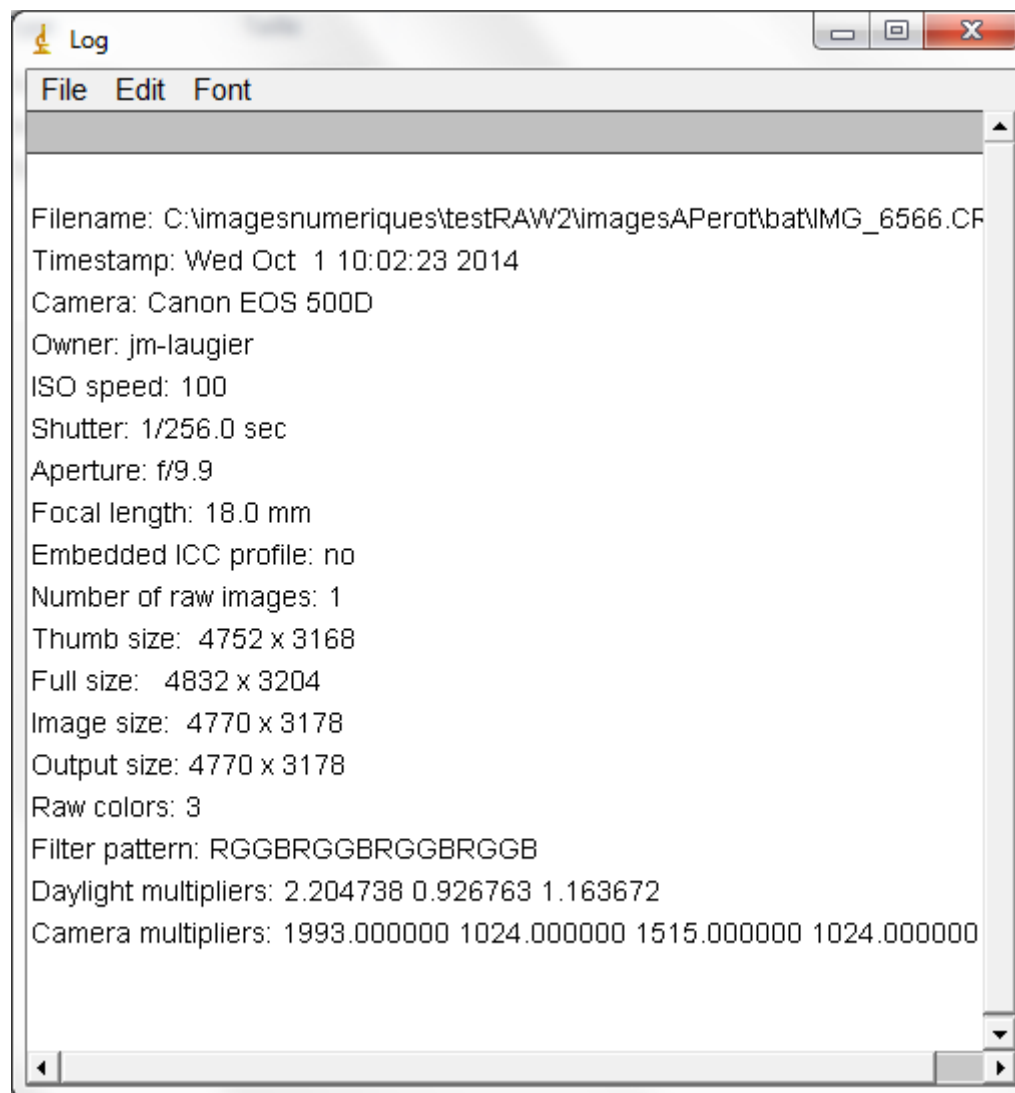 Log
File Edit Font
Filename: C:\imagesnumeriques\testRAW2\imagesAPerot\bat\IMG_6566.CR
Timestamp: Wed Oct  1 10:02:23 2014
Camera: Canon EOS 500D
Owner: jm-laugier
ISO speed: 100
Shutter: 1/256.0 sec
Aperture: f/9.9
Focal length: 18.0 mm
Embedded ICC profile: no
Number of raw images: 1
Thumb size:  4752 x 3168
Full size:   4832 x 3204
Image size:  4770 x 3178
Output size: 4770 x 3178
Raw colors: 3
Filter pattern: RGGBRGGBRGGBRGGB
Daylight multipliers: 2.204738 0.926763 1.163672
Camera multipliers: 1993.000000 1024.000000 1515.000000 1024.000000